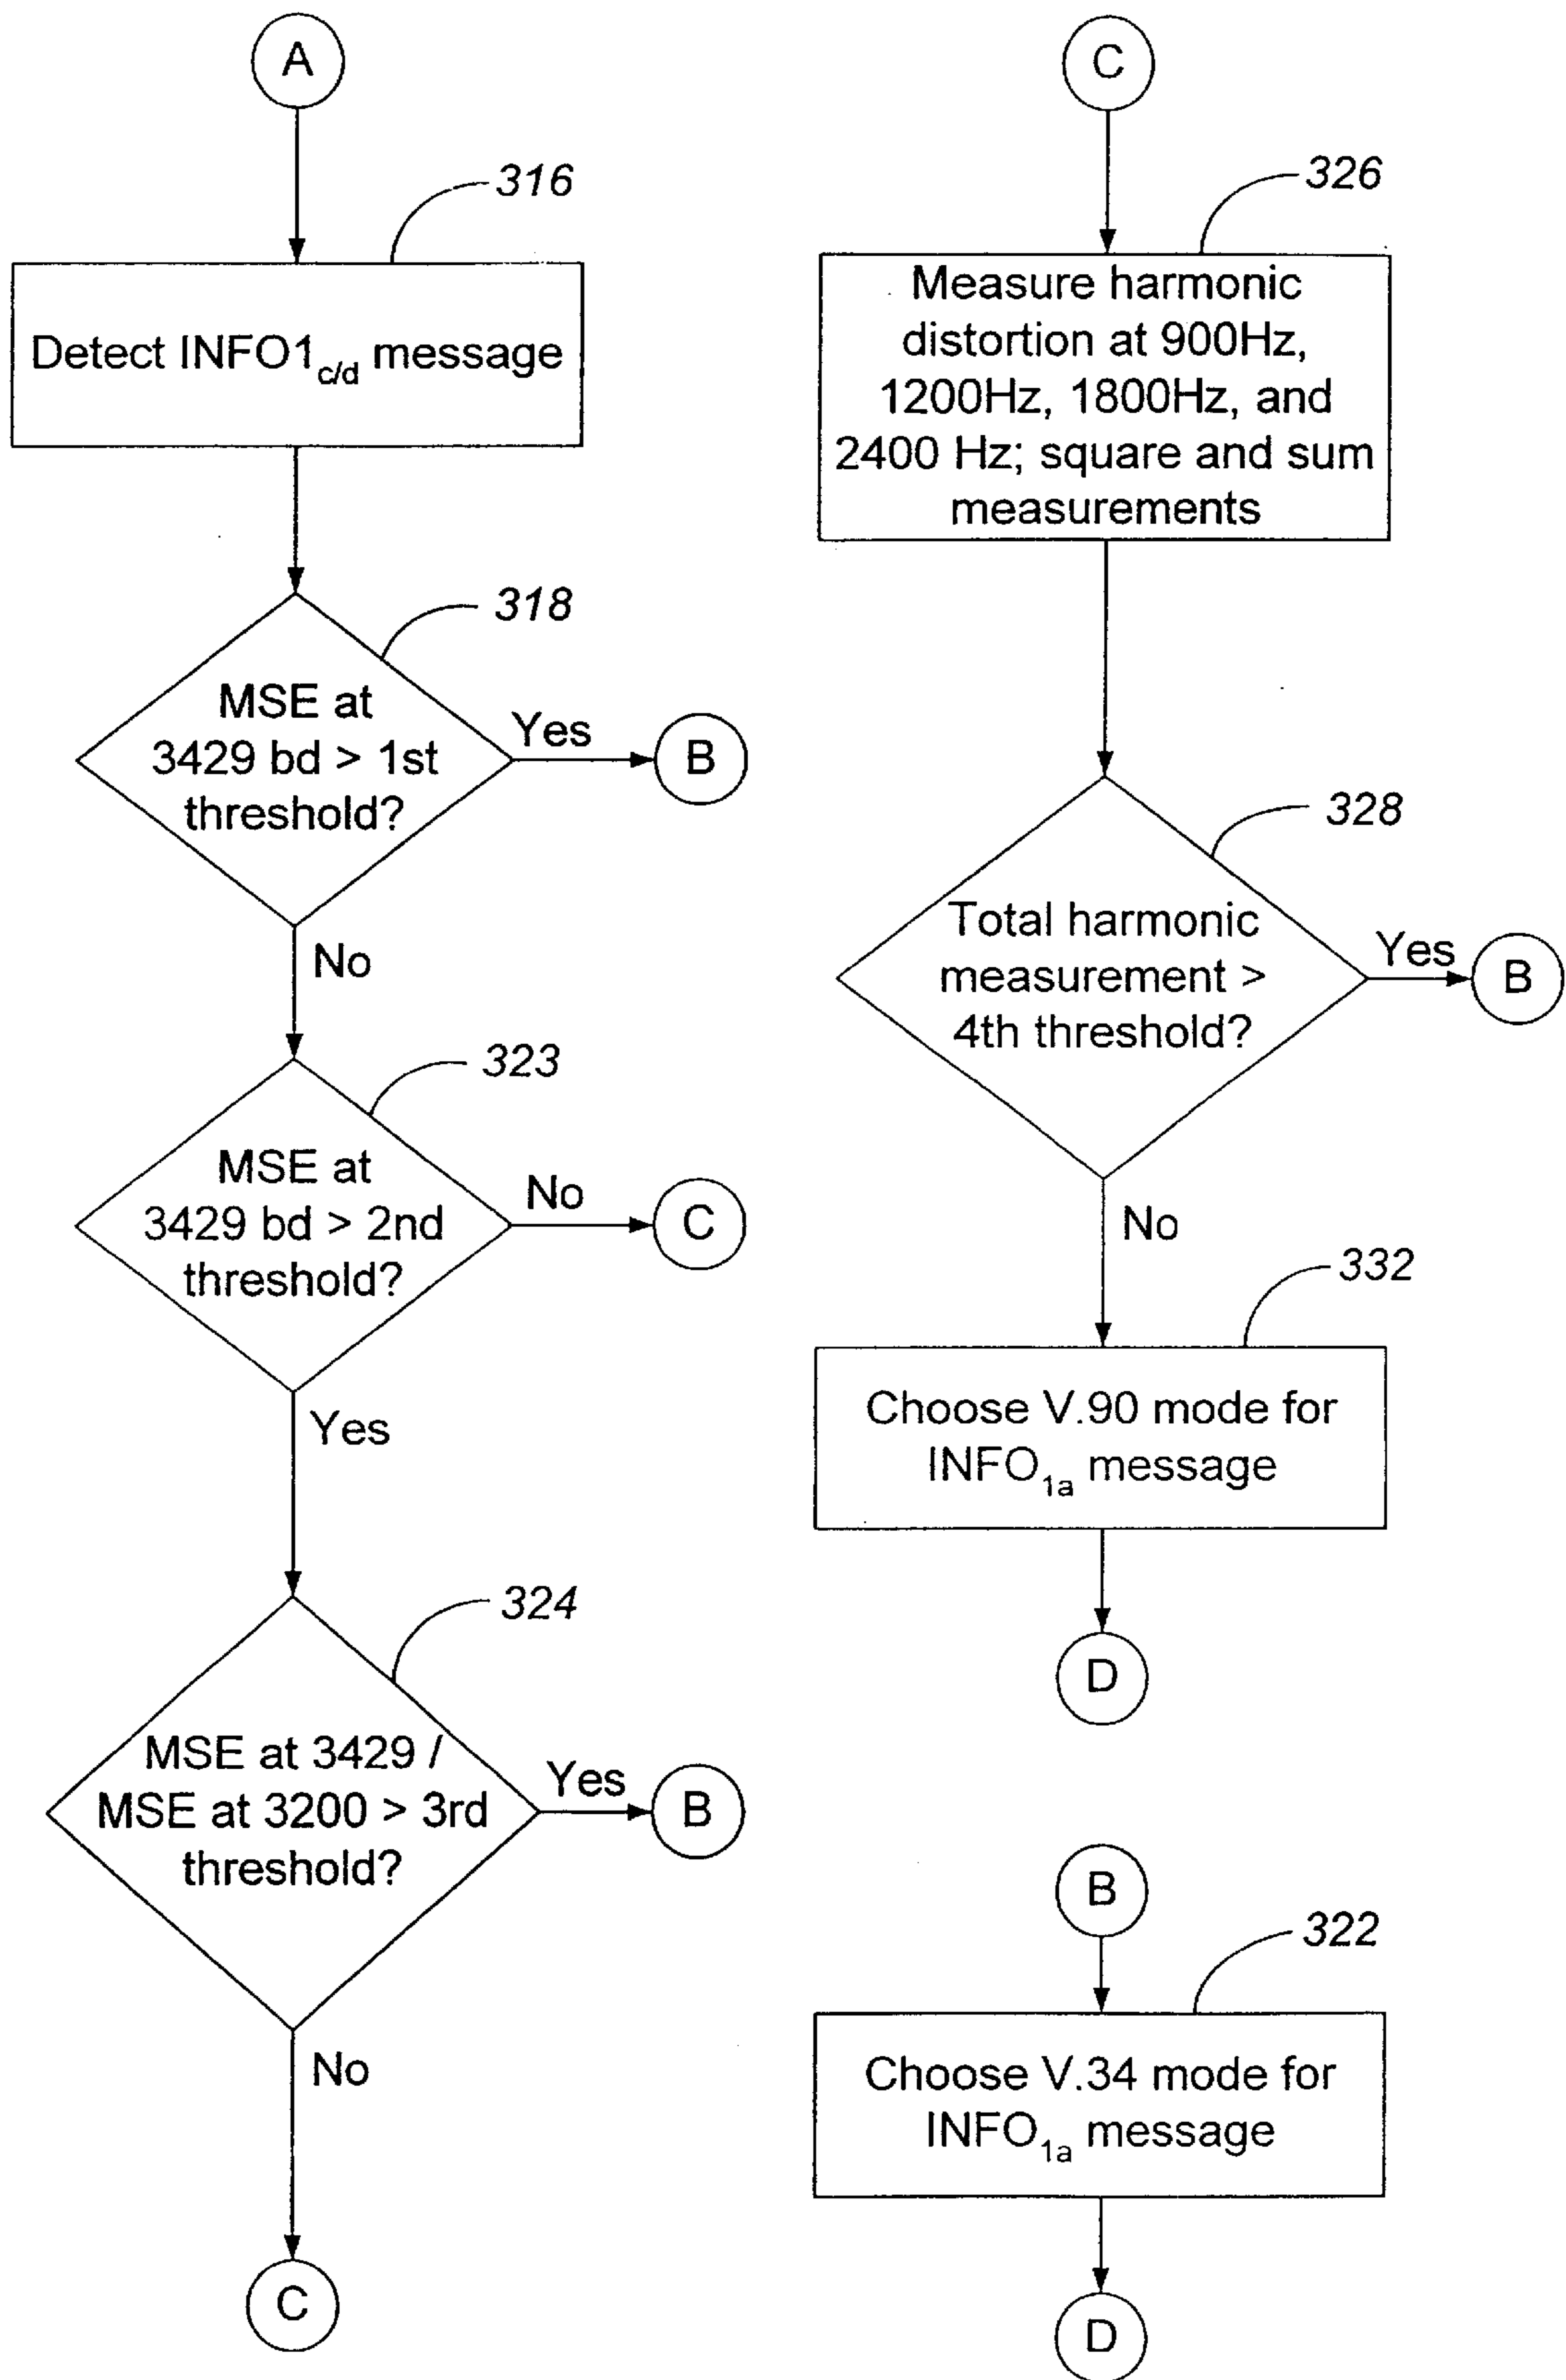 A
316
Detect INFO1c/d message
318
MSE at
3429 bd > 1st
threshold?
Yes
B
No
323
MSE at
3429 bd > 2nd
threshold?
No
C
Yes
324
MSE at 3429 /
MSE at 3200 > 3rd
threshold?
Yes
B
No
C
C
326
Measure harmonic
distortion at 900Hz,
1200Hz, 1800Hz, and
2400 Hz; square and sum
measurements
328
Total harmonic
measurement >
4th threshold?
Yes
B
No
332
Choose V.90 mode for
INFO1a message
D
B
322
Choose V.34 mode for
INFO1a message
D